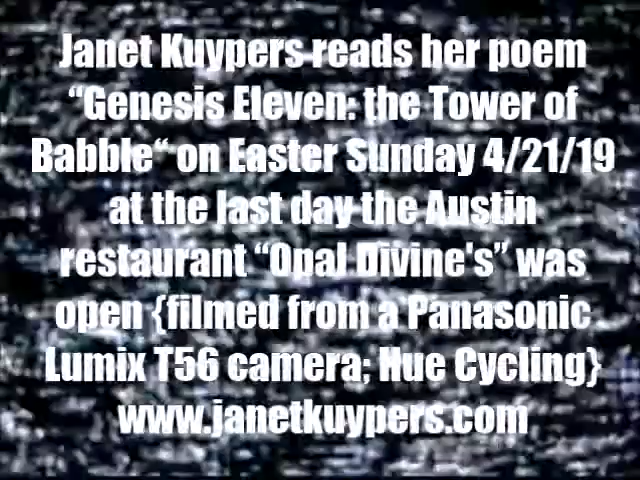 Janet Kuypers reads her poem
“Genesis Eleven: the Tower of
Babble“ on Easter Sunday 4/21/19
at the last day the Austin
restaurant “Opal Divine's” was
open {filmed from a Panasonic
Lumix T56 camera; Hue Cycling}
www.janetkuypers.com